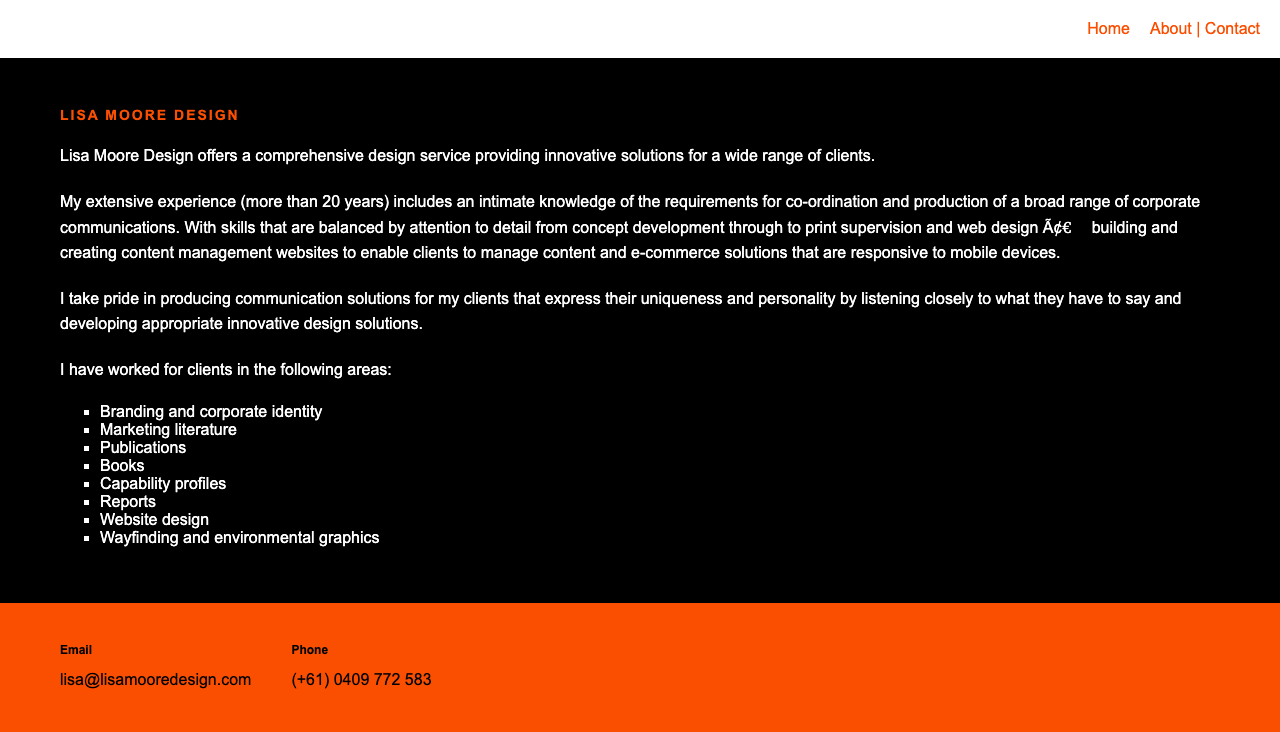 Home About | Contact
LISA MOORE DESIGN
Lisa Moore Design offers a comprehensive design service providing innovative solutions for a wide range of clients.
My extensive experience (more than 20 years) includes an intimate knowledge of the requirements for co-ordination and production of a broad range of corporate
communications. With skills that are balanced by attention to detail from concept development through to print supervision and web design Ã¢€ building and
creating content management websites to enable clients to manage content and e-commerce solutions that are responsive to mobile devices.
I take pride in producing communication solutions for my clients that express their uniqueness and personality by listening closely to what they have to say and
developing appropriate innovative design solutions.
I have worked for clients in the following areas:
Branding and corporate identity
Marketing literature
Publications
Books
Capability profiles
Reports
Website design
Wayfinding and environmental graphics
Email Phone
lisa@lisamooredesign.com (+61) 0409 772 583